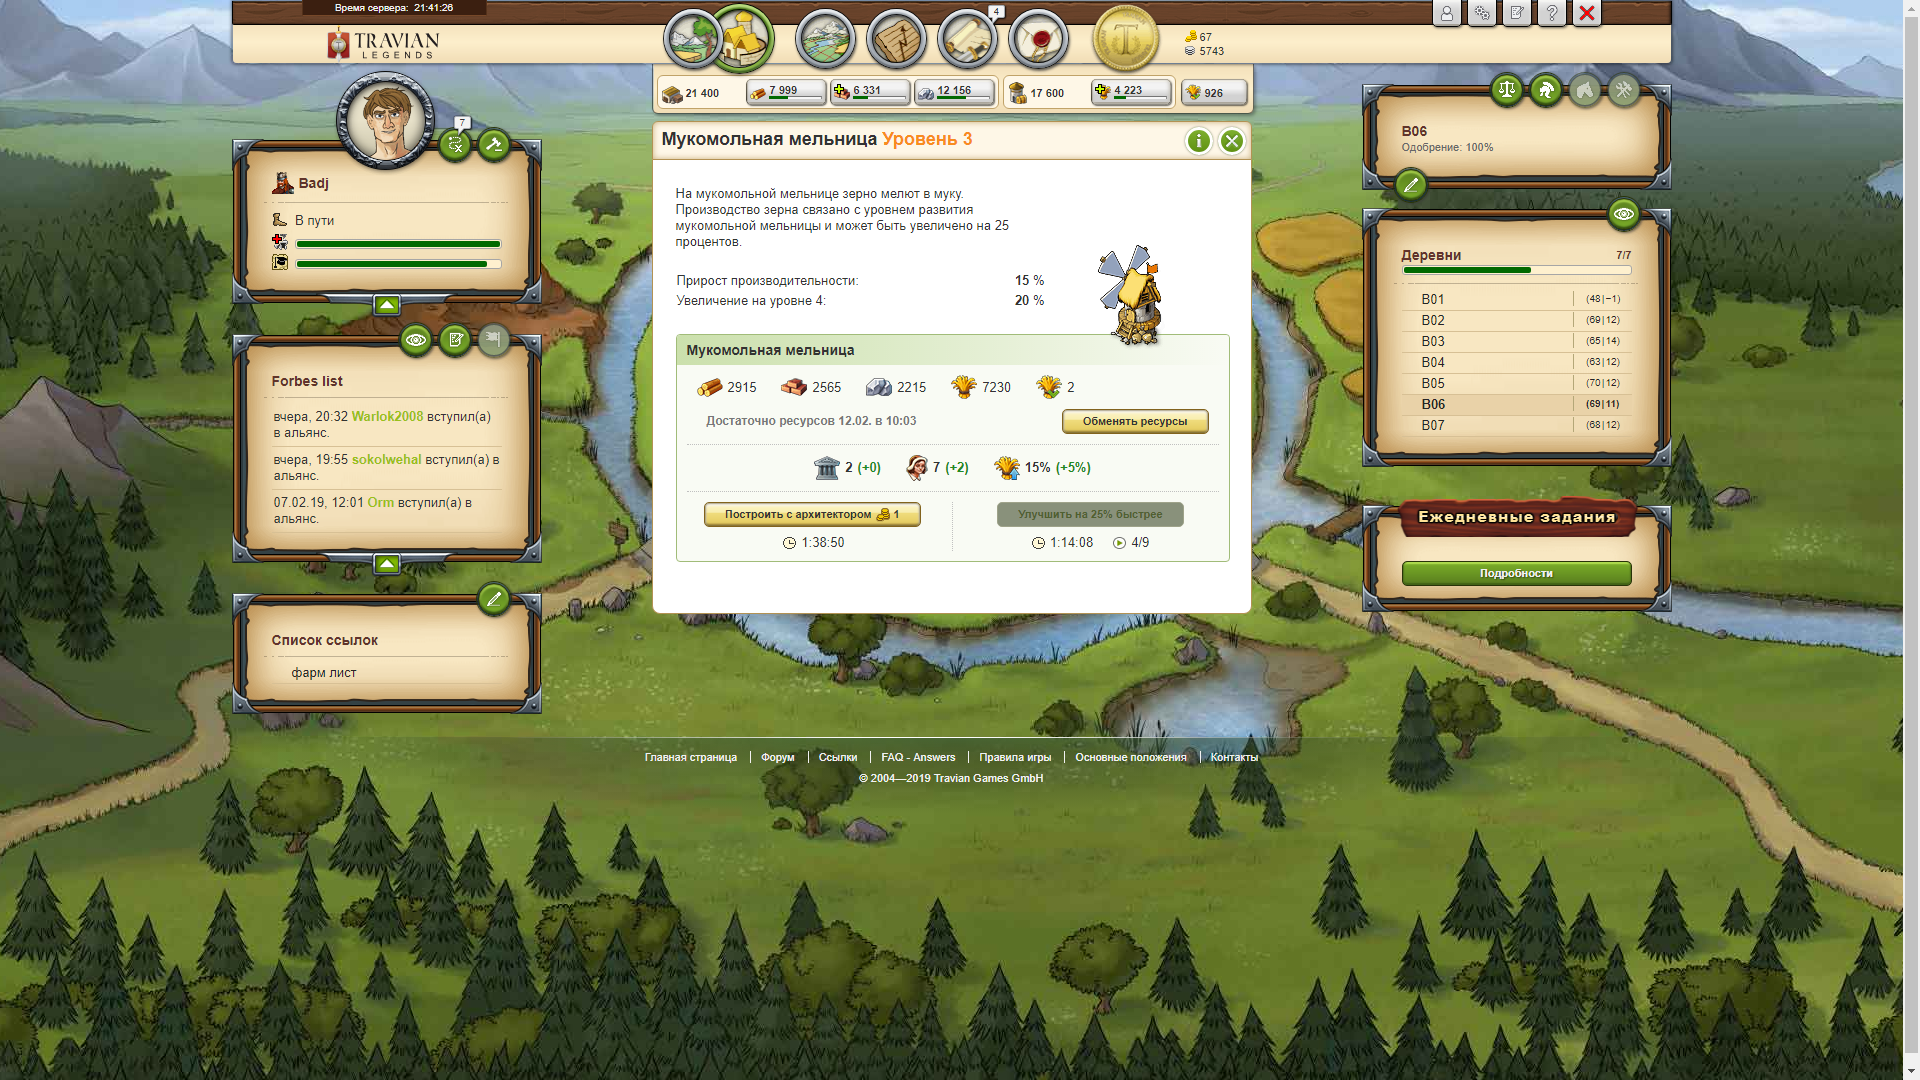 Время сервера: 21:41:26
TRAVIAN
LEGENDS
4
T
67
5743
21 400
7 999
6 331
12 156
17 600
4 223
926
7
Badj
В пути
Forbes list
вчера, 20:32 Warlok2008 вступил(а)
в альянс.
вчера, 19:55 sokolwehal вступил(а) в
альянс.
07.02.19, 12:01 Orm вступил(а) в
альянс.
Список ссылок
фарм лист
Мукомольная мельница Уровень 3
На мукомольной мельнице зерно мелют в муку.
Производство зерна связано с уровнем развития
мукомольной мельницы и может быть увеличено на 25
процентов.
Прирост производительности: 15 %
Увеличение на уровне 4: 20 %
Мукомольная мельница
2915 2565 2215 7230 2
Достаточно ресурсов 12.02. в 10:03
Обменять ресурсы
2 (+0) 7 (+2) 15% (+5%)
Построить с архитектором 1
Улучшить на 25% быстрее
1:38:50
1:14:08 4/9
B06
Одобрение: 100%
Деревни 7/7
B01 (48|−1)
B02 (69|12)
B03 (65|14)
B04 (63|12)
B05 (70|12)
B06 (69|11)
B07 (68|12)
Ежедневные задания
Подробности
Главная страница | Форум | Ссылки | FAQ - Answers | Правила игры | Основные положения | Контакты
© 2004—2019 Travian Games GmbH